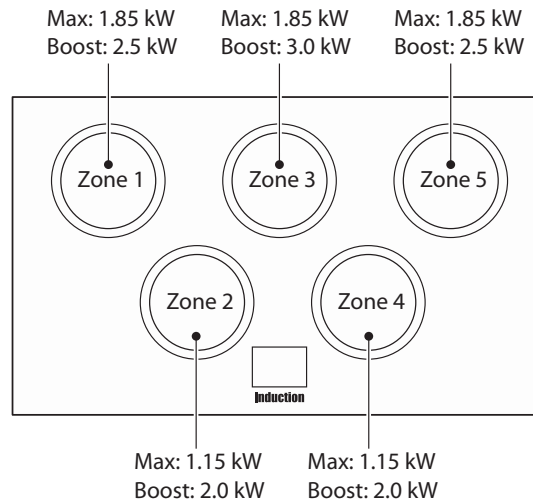 Max: 1.85 kW
Boost: 2.5 kW
Max: 1.85 kW
Boost: 3.0 kW
Max: 1.85 kW
Boost: 2.5 kW
Zone 1
Zone 3
Zone 5
Zone 2
Zone 4
Induction
Max: 1.15 kW
Boost: 2.0 kW
Max: 1.15 kW
Boost: 2.0 kW